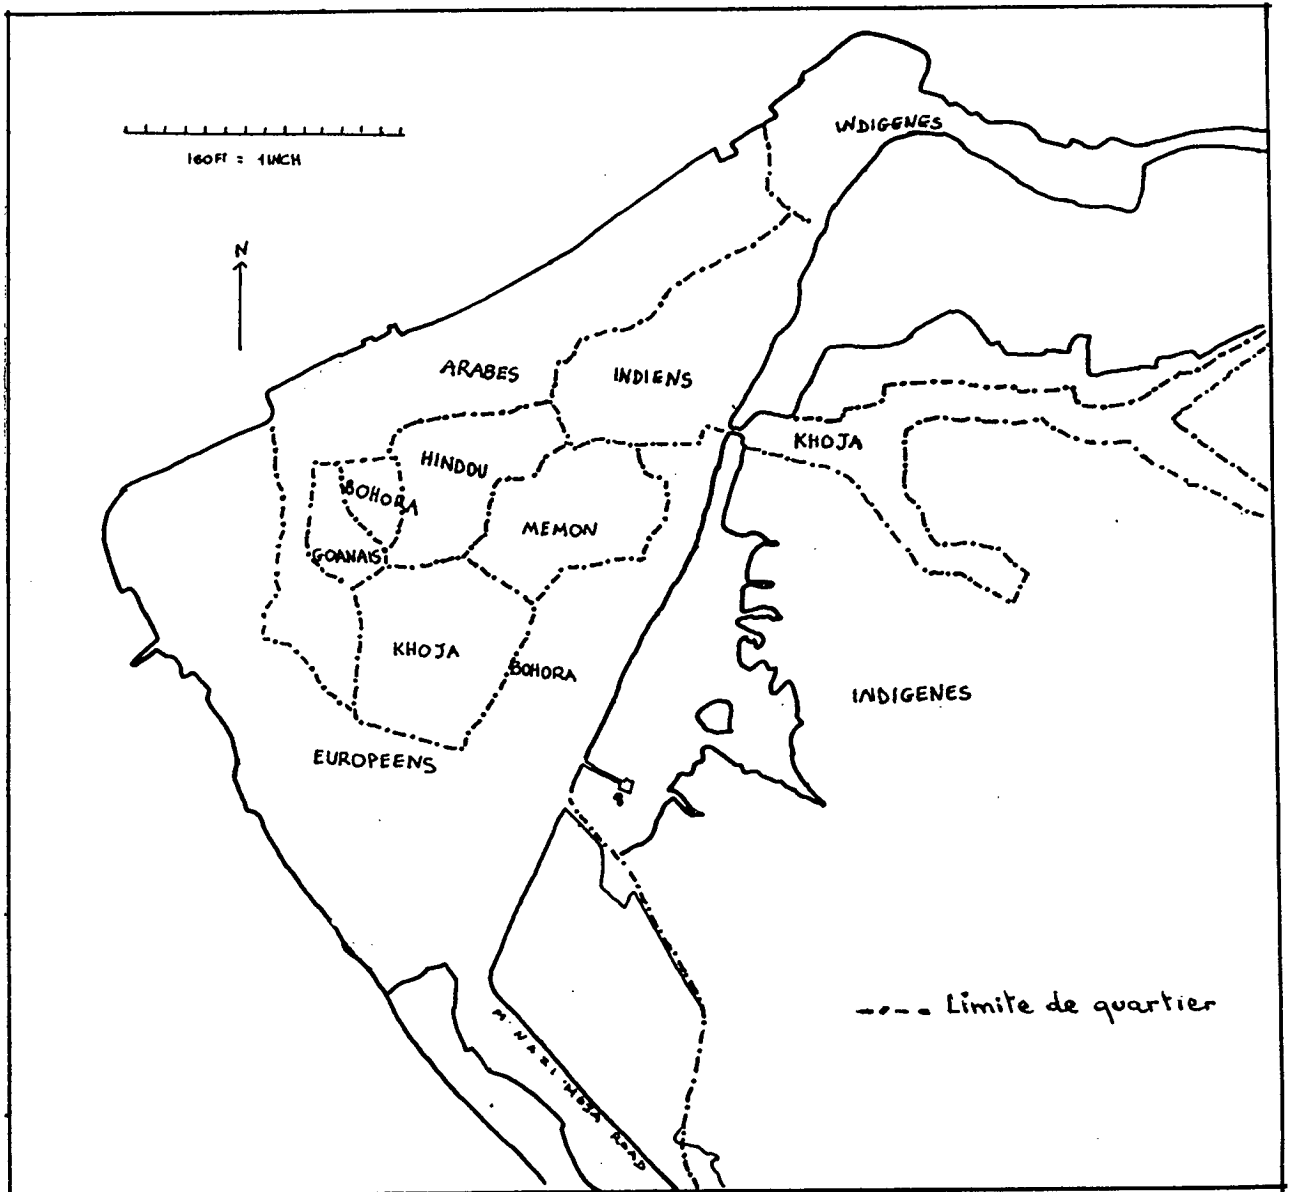 INDIGENES
160FT = 1INCH
N
ARABES
INDIENS
KHOJA
HINDOU
BOHORA
MEMON
GOANAIS
KHOJA
BOHORA
INDIGENES
EUROPEENS
Limite de quartier
M'NAZI MOJA ROAD